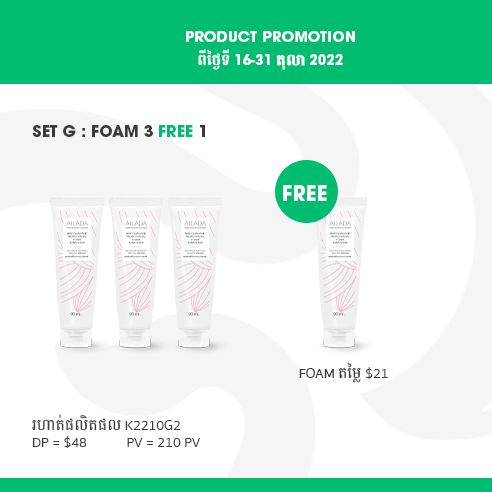 PRODUCT PROMOTION
ពីថ្ងៃទី 16-31 តុលា 2022
SET G : FOAM 3 FREE 1
FREE
AILADA
AILADA
AILADA
AILADA
90 ml.
90 ml.
90 ml.
90 ml.
FOAM តម្លៃ $21
រហាត់ផលិតផល K2210G2
DP = $48 PV = 210 PV